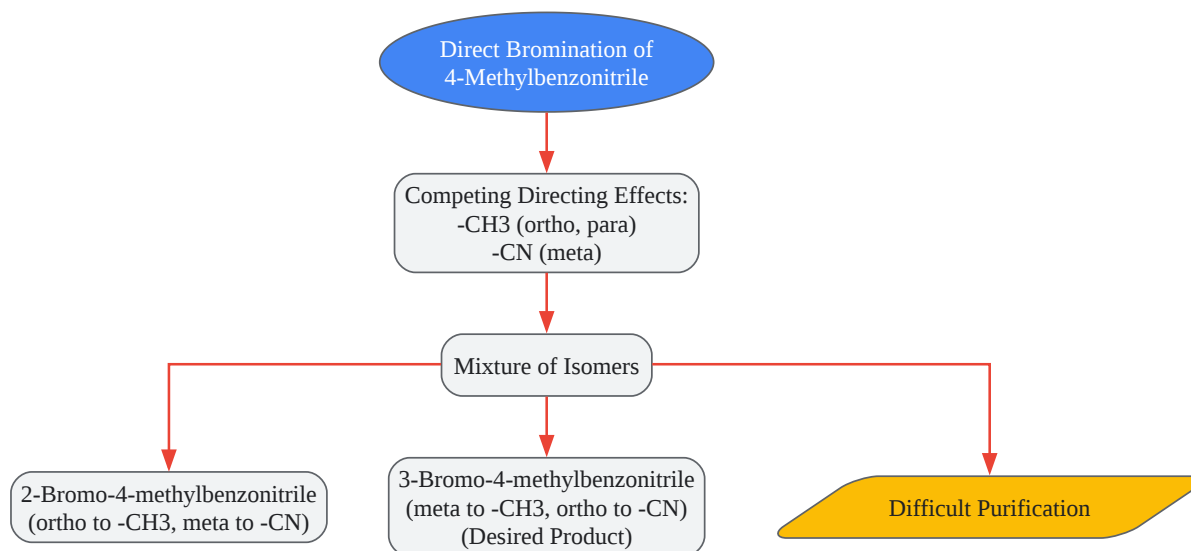 Direct Bromination of
4-Methylbenzonitrile
Competing Directing Effects:
-CH3 (ortho, para)
-CN (meta)
Mixture of Isomers
2-Bromo-4-methylbenzonitrile
(ortho to -CH3, meta to -CN)
3-Bromo-4-methylbenzonitrile
(meta to -CH3, ortho to -CN)
(Desired Product)
Difficult Purification